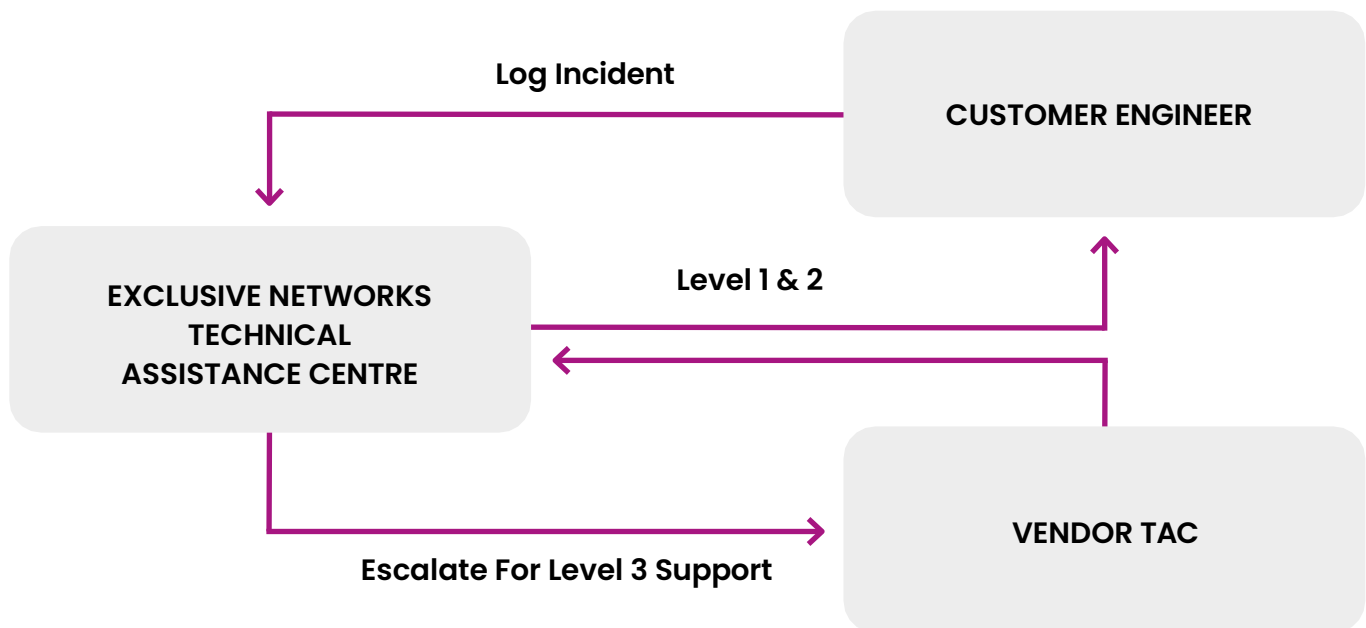 Log Incident
CUSTOMER ENGINEER
EXCLUSIVE NETWORKS
TECHNICAL
ASSISTANCE CENTRE
Level 1 & 2
VENDOR TAC
Escalate For Level 3 Support